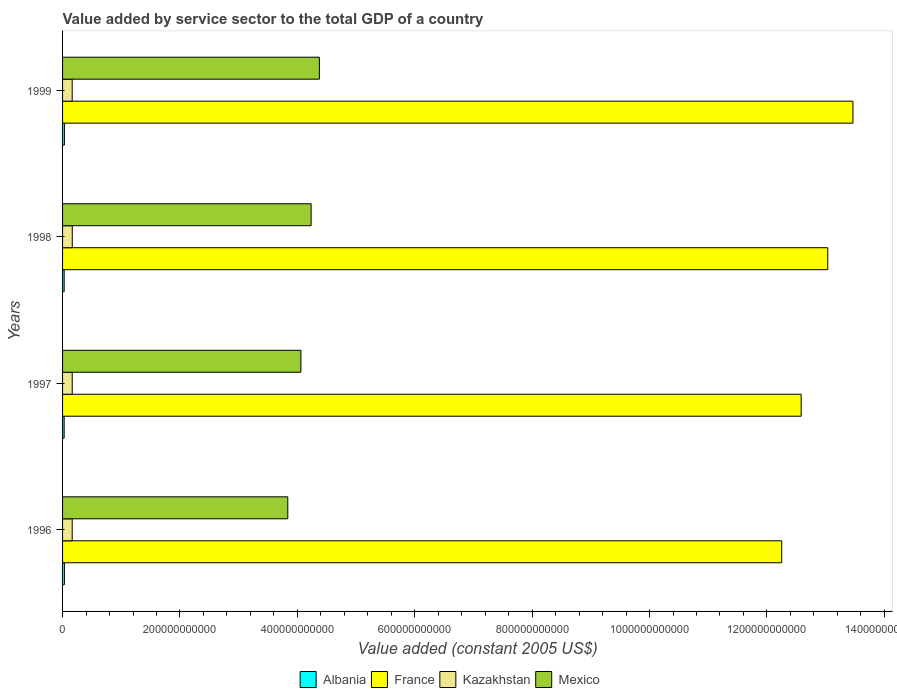 Value added by service sector to the total GDP of a country
1999
1998
1997
1996
Years
0
200000000000
400000000000
600000000000
800000000000
1000000000000
1200000000000
140000000
Value added (constant 2005 US$)
Albania
France
Kazakhstan
Mexico